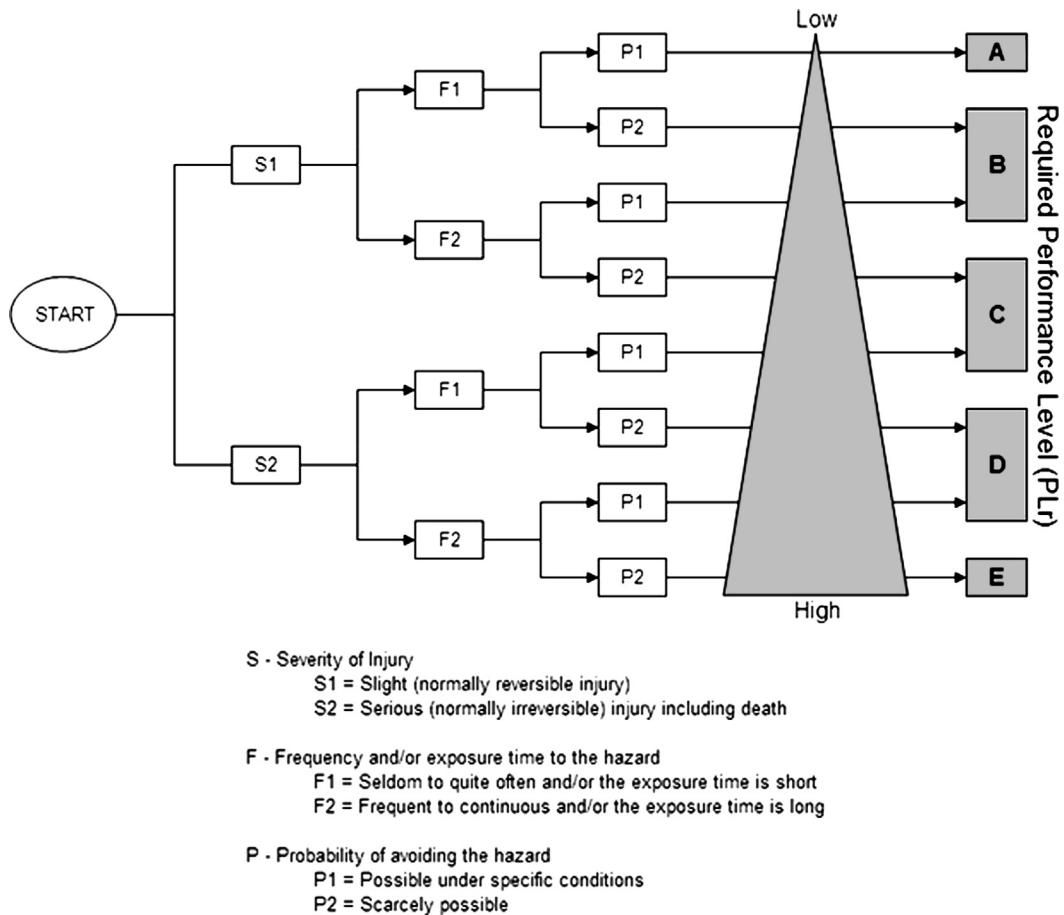 Low
P1
A
F1
P2
B
S1
P1
F2
P2
START
C
P1
F1
P2
D
S2
P1
F2
P2
E
High
Required Performance Level (PLr)
S - Severity of Injury
S1 = Slight (normally reversible injury)
S2 = Serious (normally irreversible) injury including death
F - Frequency and/or exposure time to the hazard
F1 = Seldom to quite often and/or the exposure time is short
F2 = Frequent to continuous and/or the exposure time is long
P - Probability of avoiding the hazard
P1 = Possible under specific conditions
P2 = Scarcely possible